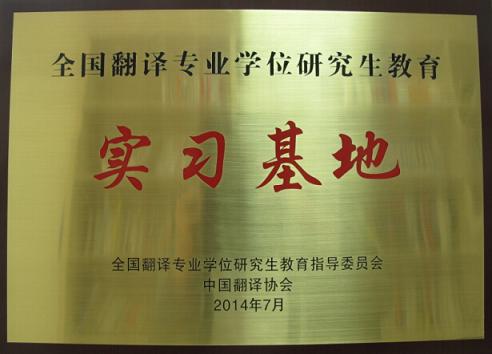 全国翻译专业学位研究生教育
实习基地
全国翻译专业学位研究生教育指导委员会
中国翻译协会
2014年7月